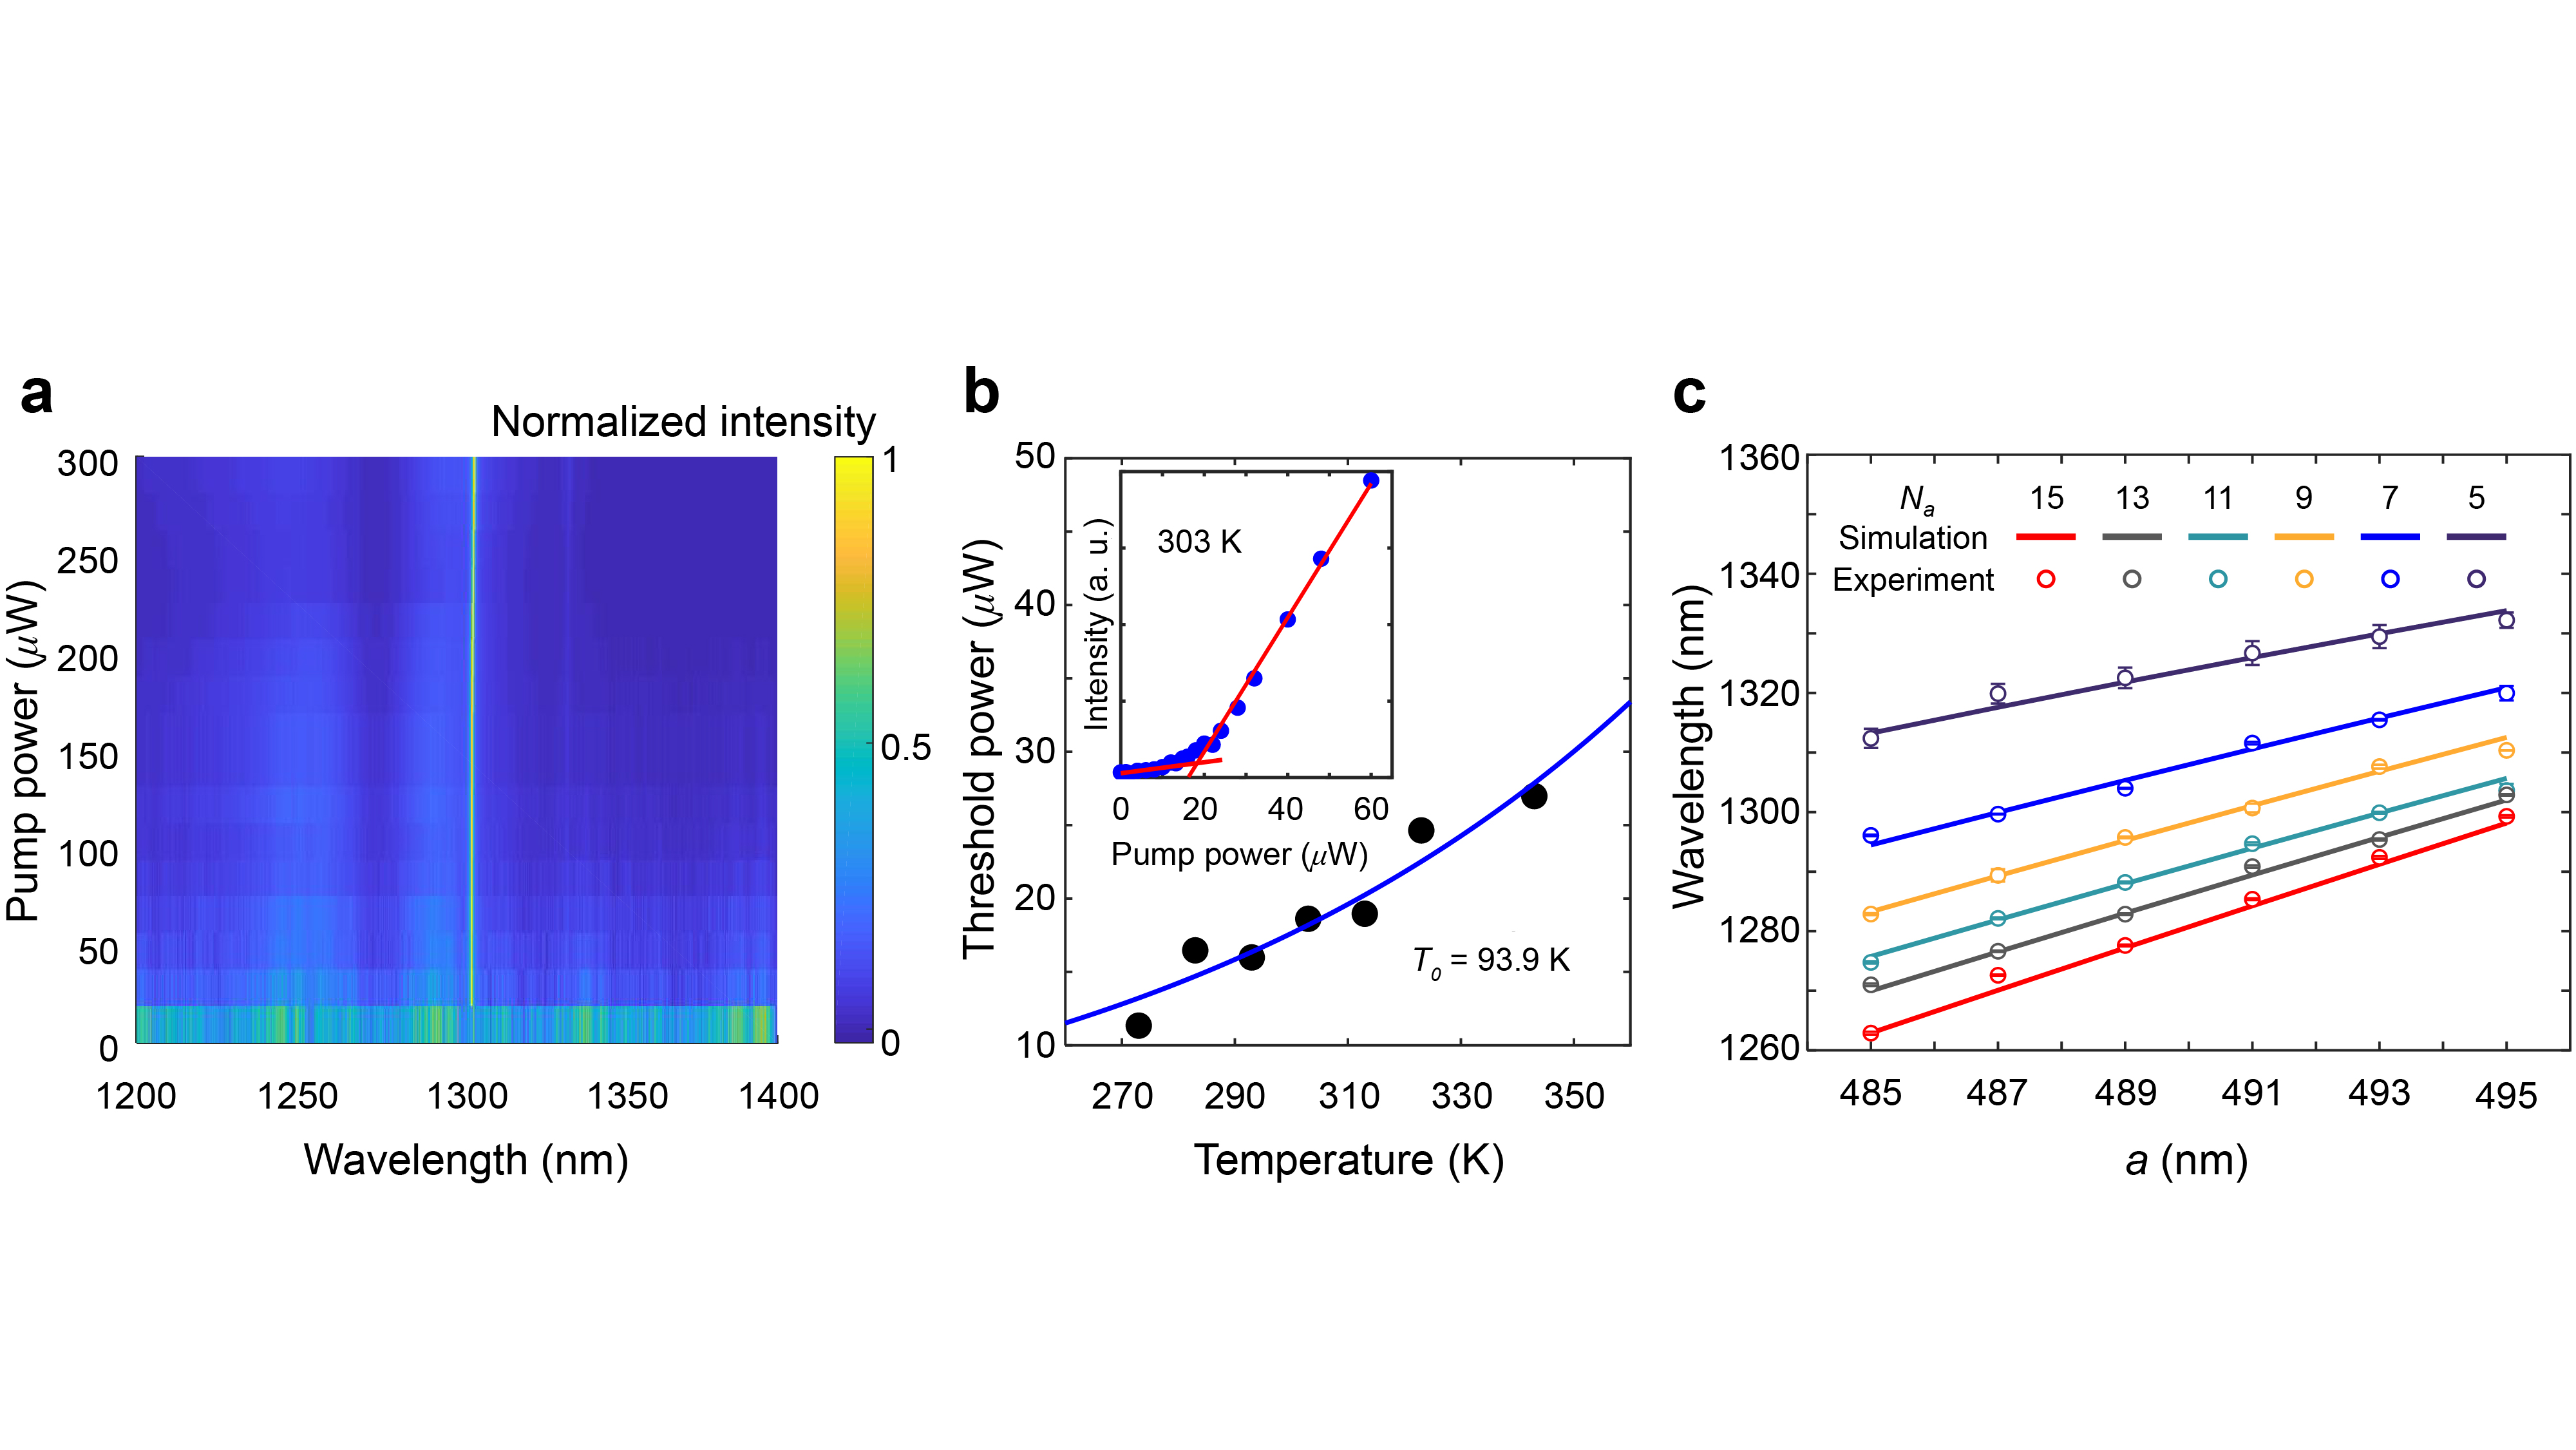 a
Normalized intensity
Pump power (μW)
300
250
200
150
100
50
0
1200 1250 1300 1350 1400
Wavelength (nm)
1
0.5
0
b
Threshold power (μW)
50
40
30
20
10
270 290 310 330 350
Temperature (K)
Intensity (a. u.)
303 K
0 20 40 60
Pump power (μW)
T0 = 93.9 K
c
Wavelength (nm)
1360
1340
1320
1300
1280
1260
Na 15 13 11 9 7 5
Simulation
Experiment
485 487 489 491 493 495
a (nm)